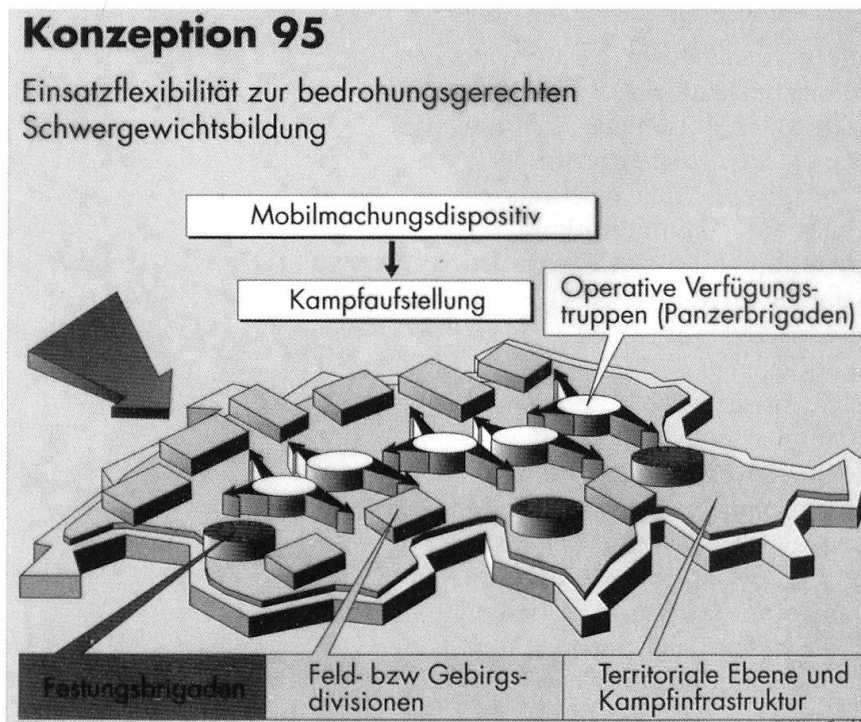 Konzeption 95
Einsatzflexibilität zur bedrohungsgerechten
Schwergewichtsbildung
Mobilmachungsdispositiv
Kampfaufstellung
Operative Verfügungs-
truppen (Panzerbrigaden)
Festungsbrigaden
Feld- bzw Gebirgs-
divisionen
Territoriale Ebene und
Kampfinfrastruktur